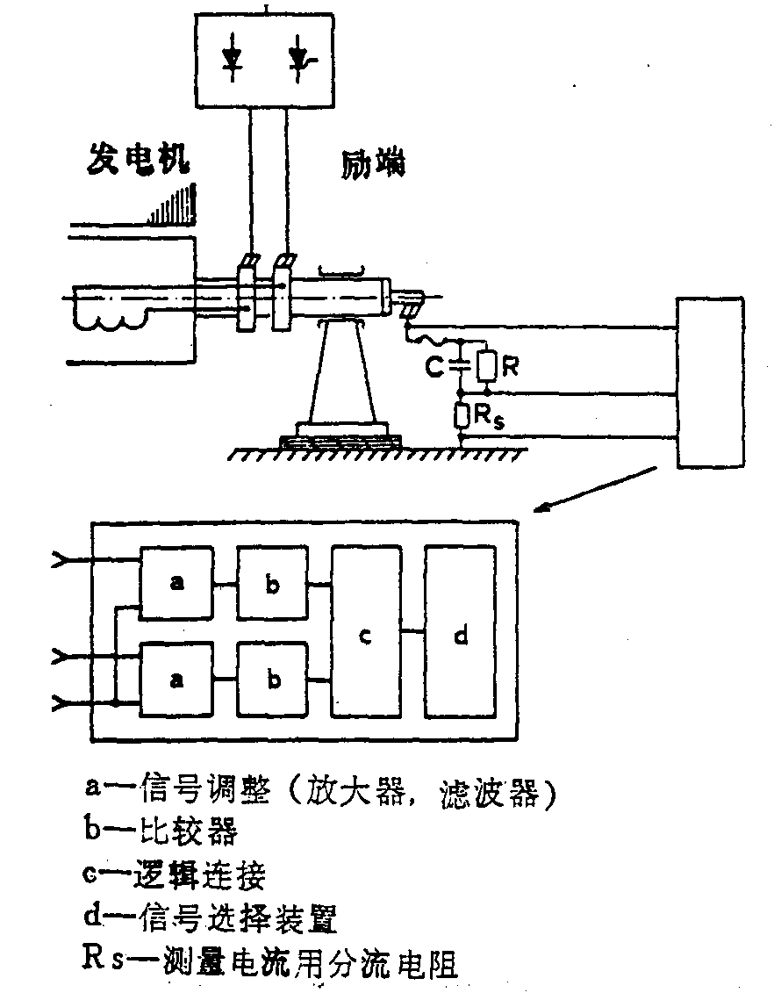 发电机
励端
C
R
Rs
a
b
c
d
a
b
a—信号调整(放大器,滤波器)
b—比较器
c—逻辑连接
d—信号选择装置
Rs—测量电流用分流电阻